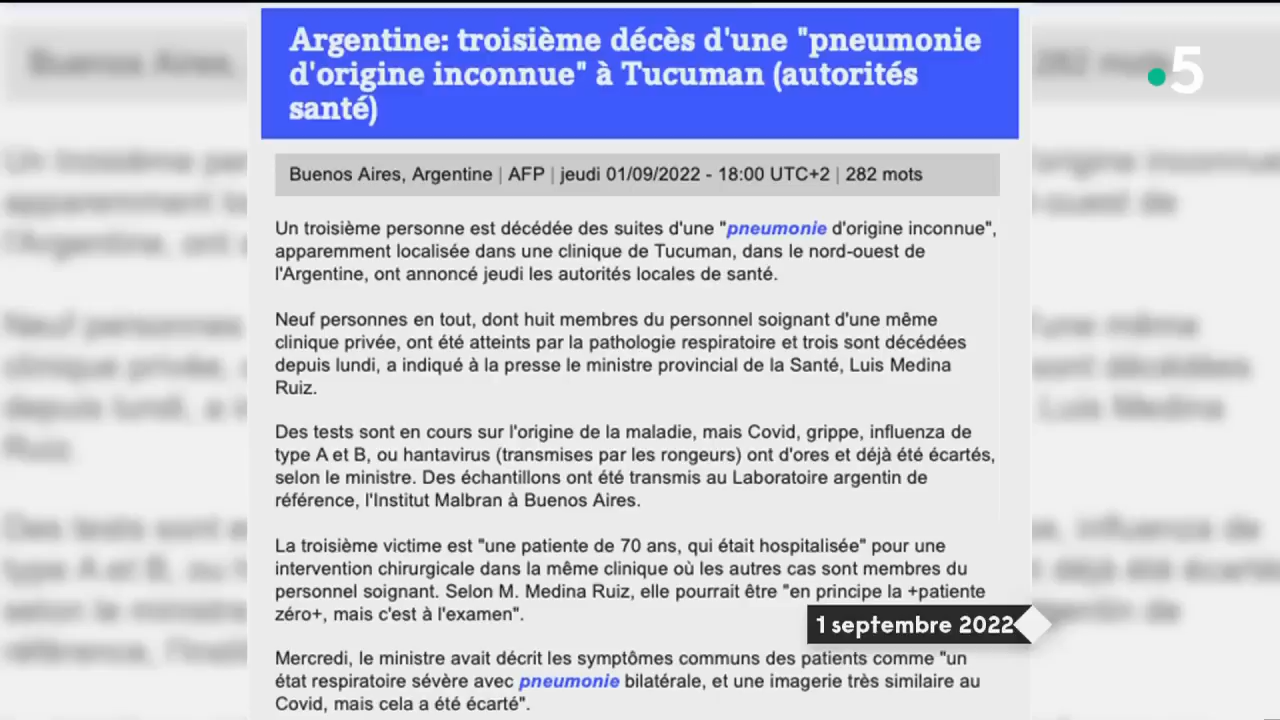 Argentine: troisième décès d'une "pneumonie
d'origine inconnue" à Tucuman (autorités
santé)
5
Buenos Aires, Argentine | AFP | jeudi 01/09/2022 - 18:00 UTC+2 | 282 mots
Un troisième personne est décédée des suites d'une "pneumonie d'origine inconnue",
apparemment localisée dans une clinique de Tucuman, dans le nord-ouest de
l'Argentine, ont annoncé jeudi les autorités locales de santé.
Neuf personnes en tout, dont huit membres du personnel soignant d'une même
clinique privée, ont été atteints par la pathologie respiratoire et trois sont décédées
depuis lundi, a indiqué à la presse le ministre provincial de la Santé, Luis Medina
Ruiz.
Des tests sont en cours sur l'origine de la maladie, mais Covid, grippe, influenza de
type A et B, ou hantavirus (transmises par les rongeurs) ont d'ores et déjà été écartés,
selon le ministre. Des échantillons ont été transmis au Laboratoire argentin de
référence, l'Institut Malbran à Buenos Aires.
La troisième victime est "une patiente de 70 ans, qui était hospitalisée" pour une
intervention chirurgicale dans la même clinique où les autres cas sont membres du
personnel soignant. Selon M. Medina Ruiz, elle pourrait être "en principe la +patiente
zéro+, mais c'est à l'examen".
1 septembre 2022
Mercredi, le ministre avait décrit les symptômes communs des patients comme "un
état respiratoire sévère avec pneumonie bilatérale, et une imagerie très similaire au
Covid, mais cela a été écarté".